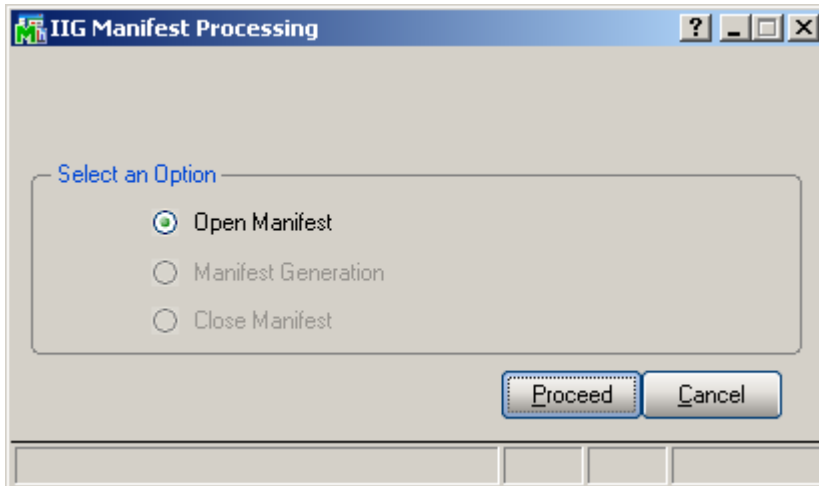 IIG Manifest Processing
Select an Option
Open Manifest
Manifest Generation
Close Manifest
Proceed Cancel